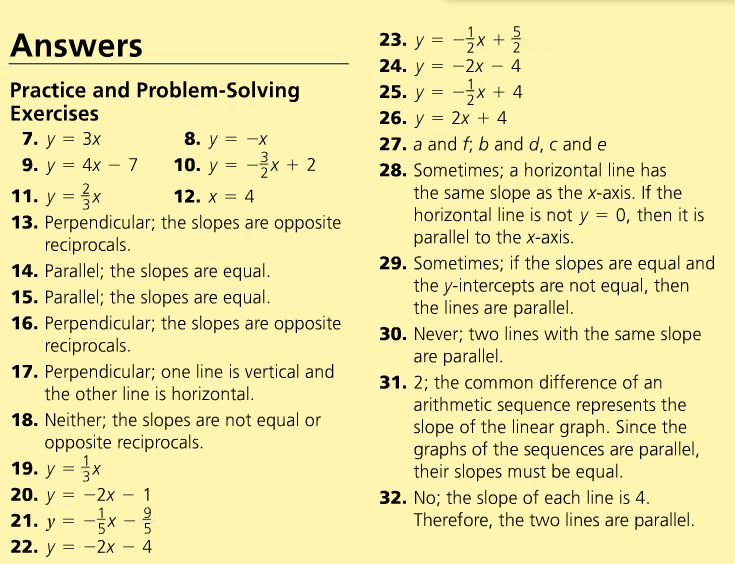 Answers
Practice and Problem-Solving
Exercises
7. y = 3x 8. y = −x
9. y = 4x − 7 10. y = −3/2x + 2
11. y = 2/3x 12. x = 4
13. Perpendicular; the slopes are opposite
reciprocals.
14. Parallel; the slopes are equal.
15. Parallel; the slopes are equal.
16. Perpendicular; the slopes are opposite
reciprocals.
17. Perpendicular; one line is vertical and
the other line is horizontal.
18. Neither; the slopes are not equal or
opposite reciprocals.
19. y = 1/3x
20. y = −2x − 1
21. y = −1/5x − 9/5
22. y = −2x − 4
23. y = −1/2x + 5/2
24. y = −2x − 4
25. y = −1/2x + 4
26. y = 2x + 4
27. a and f; b and d, c and e
28. Sometimes; a horizontal line has
the same slope as the x-axis. If the
horizontal line is not y = 0, then it is
parallel to the x-axis.
29. Sometimes; if the slopes are equal and
the y-intercepts are not equal, then
the lines are parallel.
30. Never; two lines with the same slope
are parallel.
31. 2; the common difference of an
arithmetic sequence represents the
slope of the linear graph. Since the
graphs of the sequences are parallel,
their slopes must be equal.
32. No; the slope of each line is 4.
Therefore, the two lines are parallel.